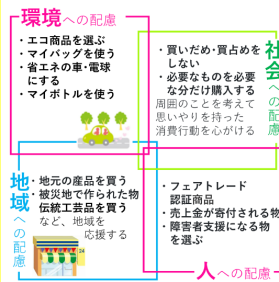 環境への配慮
・エコ商品を選ぶ
・マイバッグを使う
・省エネの車・電球
にする
・マイボトルを使う
社会への配慮
・買いだめ・買占めを
しない
・必要なものを必要
な分だけ購入する
周囲のことを考えて
思いやりを持った
消費行動を心がける
地域への配慮
・地元の産品を買う
・被災地で作られた物
伝統工芸品を買う
など、地域を
応援する
24
・フェアトレード
認証商品
・売上金が寄付される物
・障害者支援になる物
を選ぶ
人への配慮